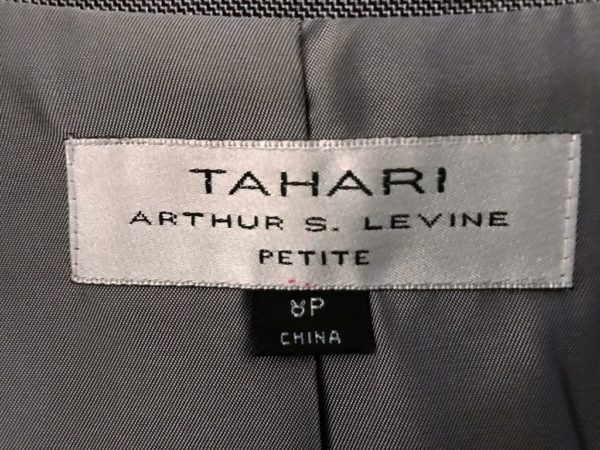 TAHARI
ARTHUR S. LEVINE
PETITE
8P
CHINA